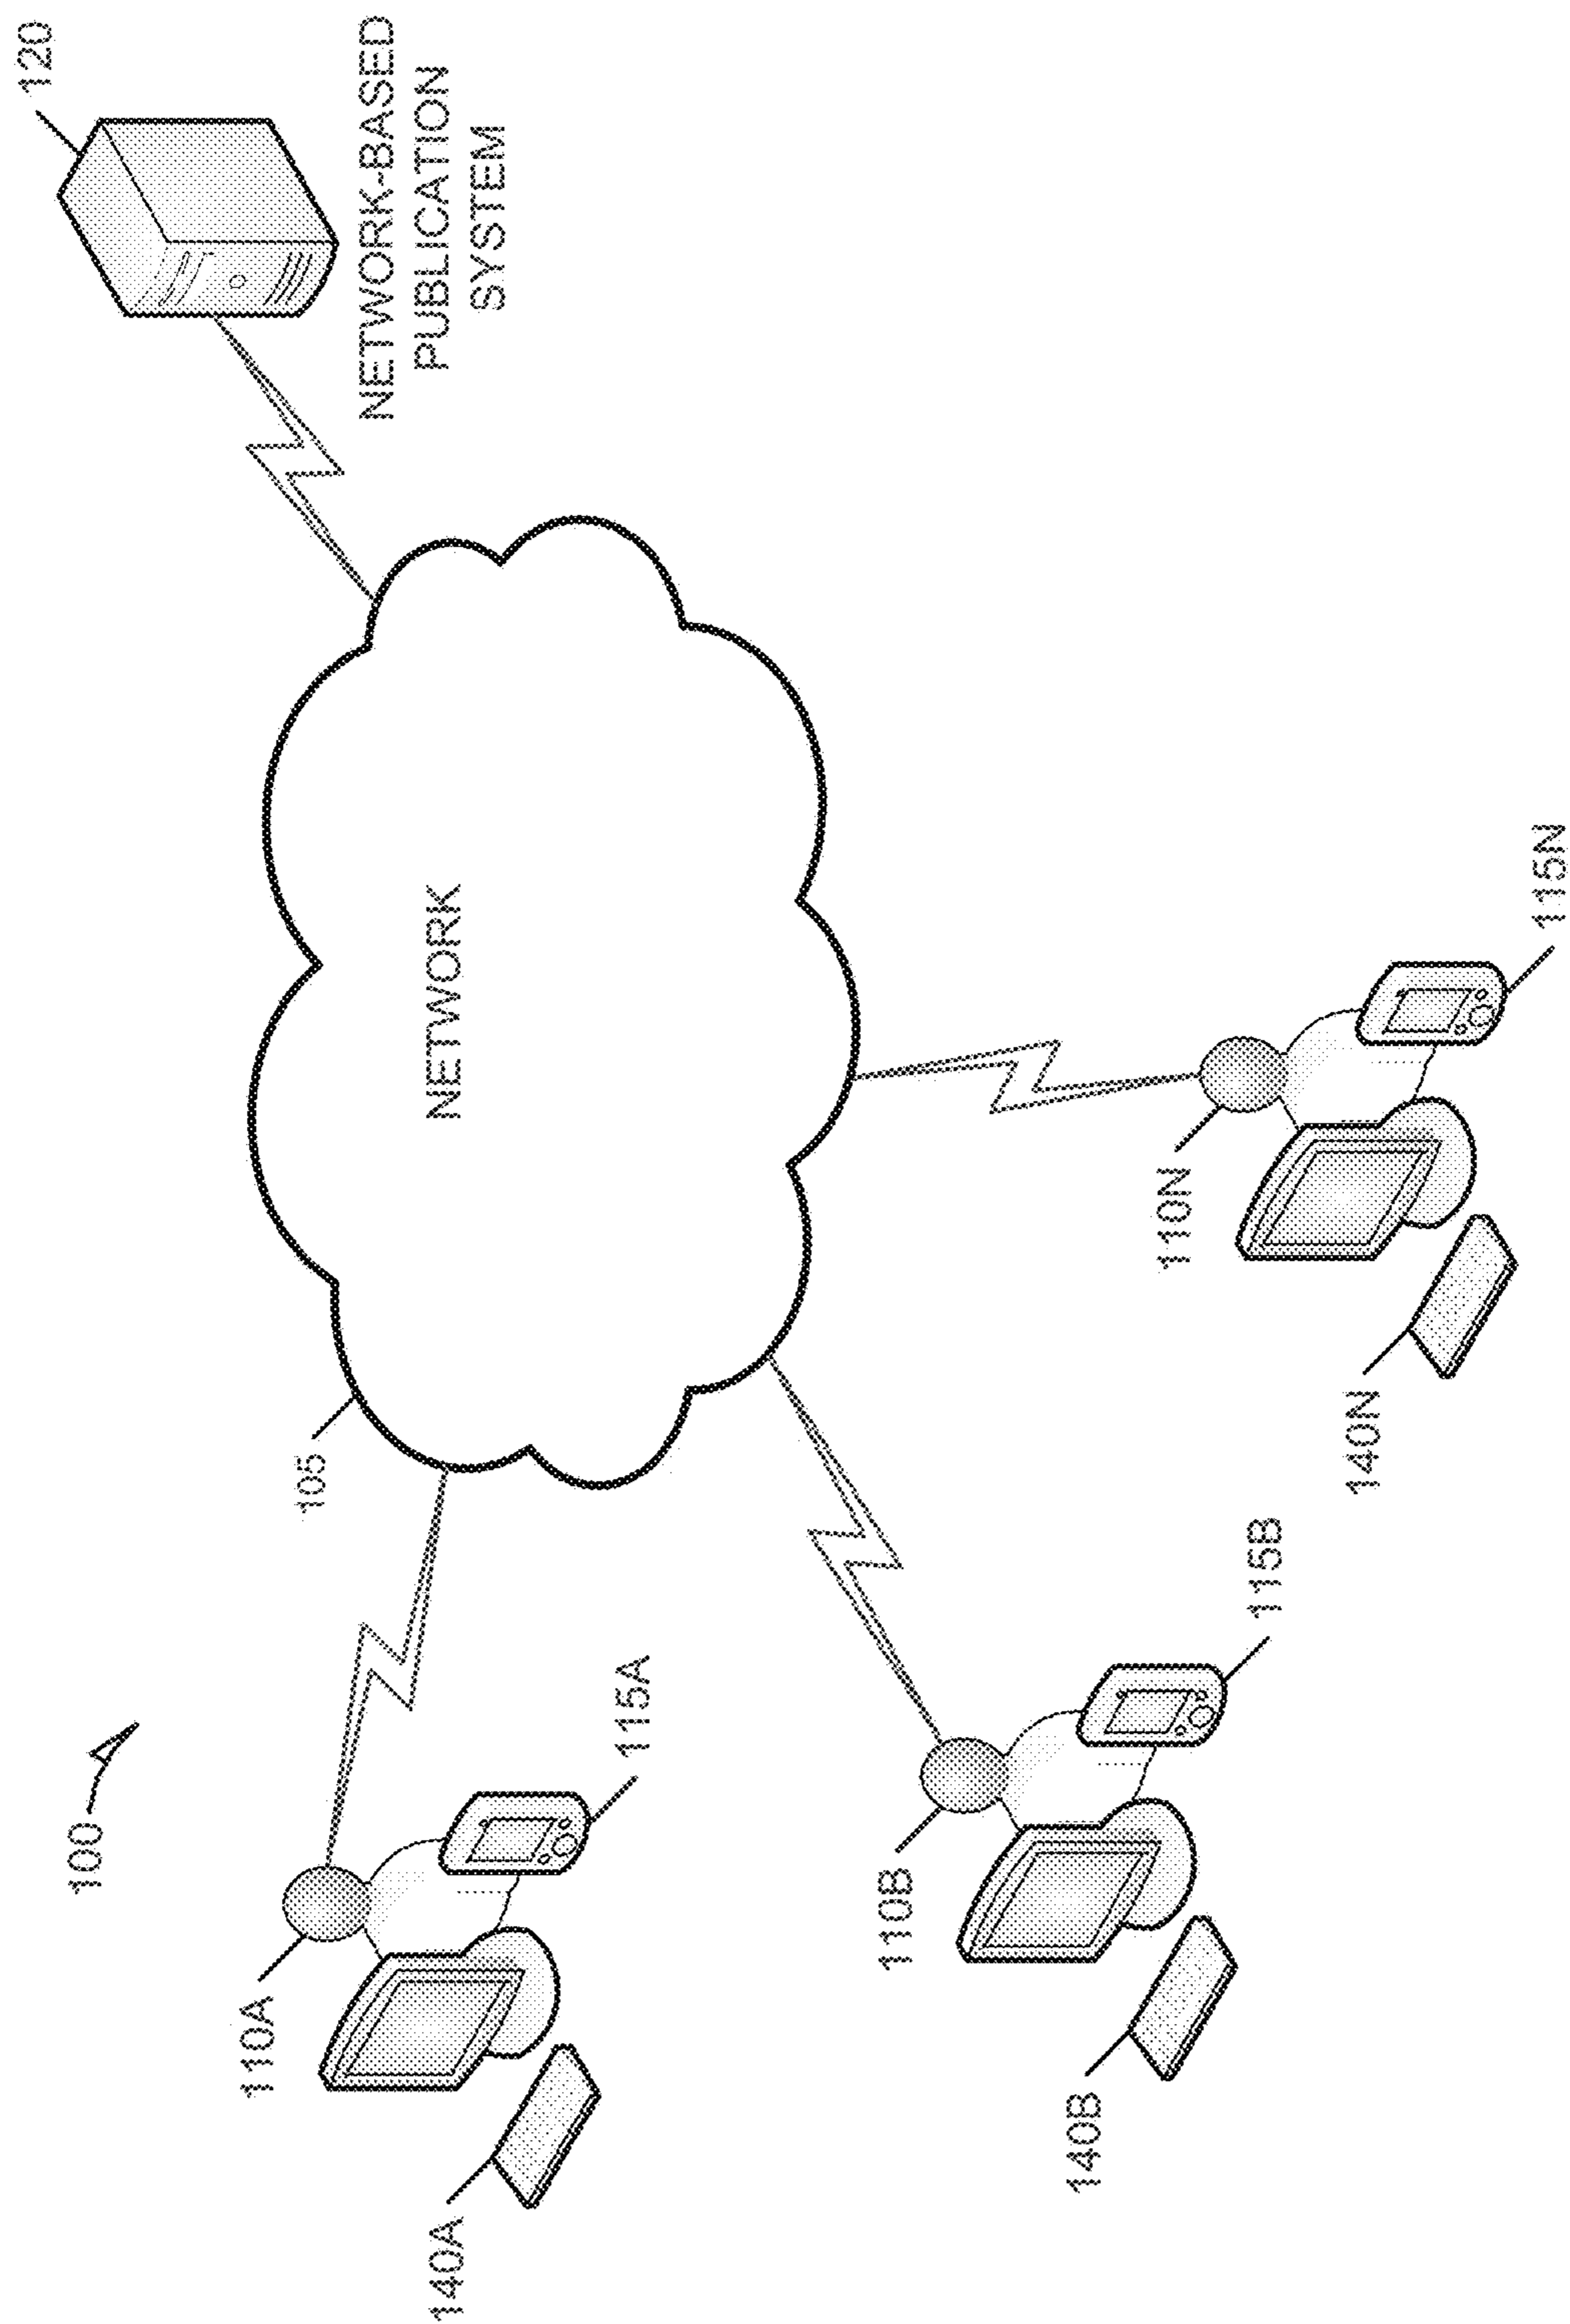 100
120
NETWORK-BASED
PUBLICATION
SYSTEM
105
NETWORK
110A
115A
140A
110B
115B
140B
110N
115N
140N